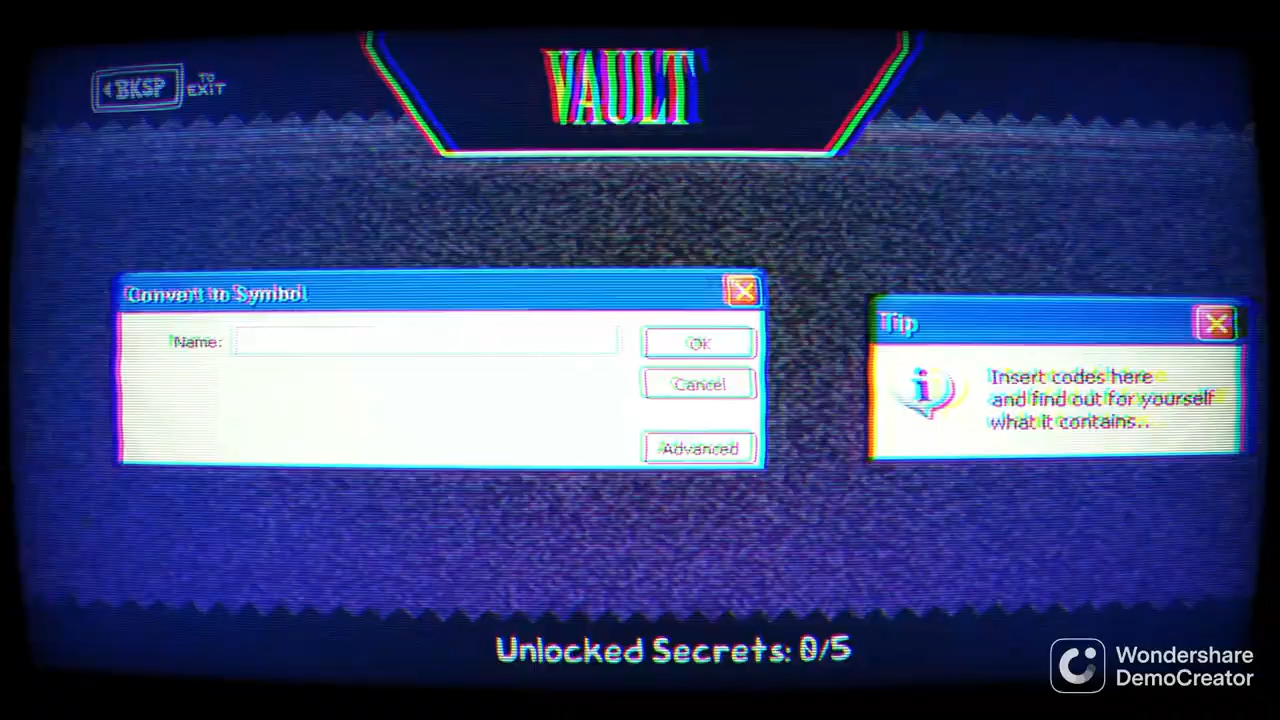 VAULT
BKSP TO EXIT
Convert to Symbol
Name:
OK
Cancel
Advanced
Tip
Insert codes here
and find out for yourself
what it contains..
Unlocked Secrets: 0/5
Wondershare
DemoCreator